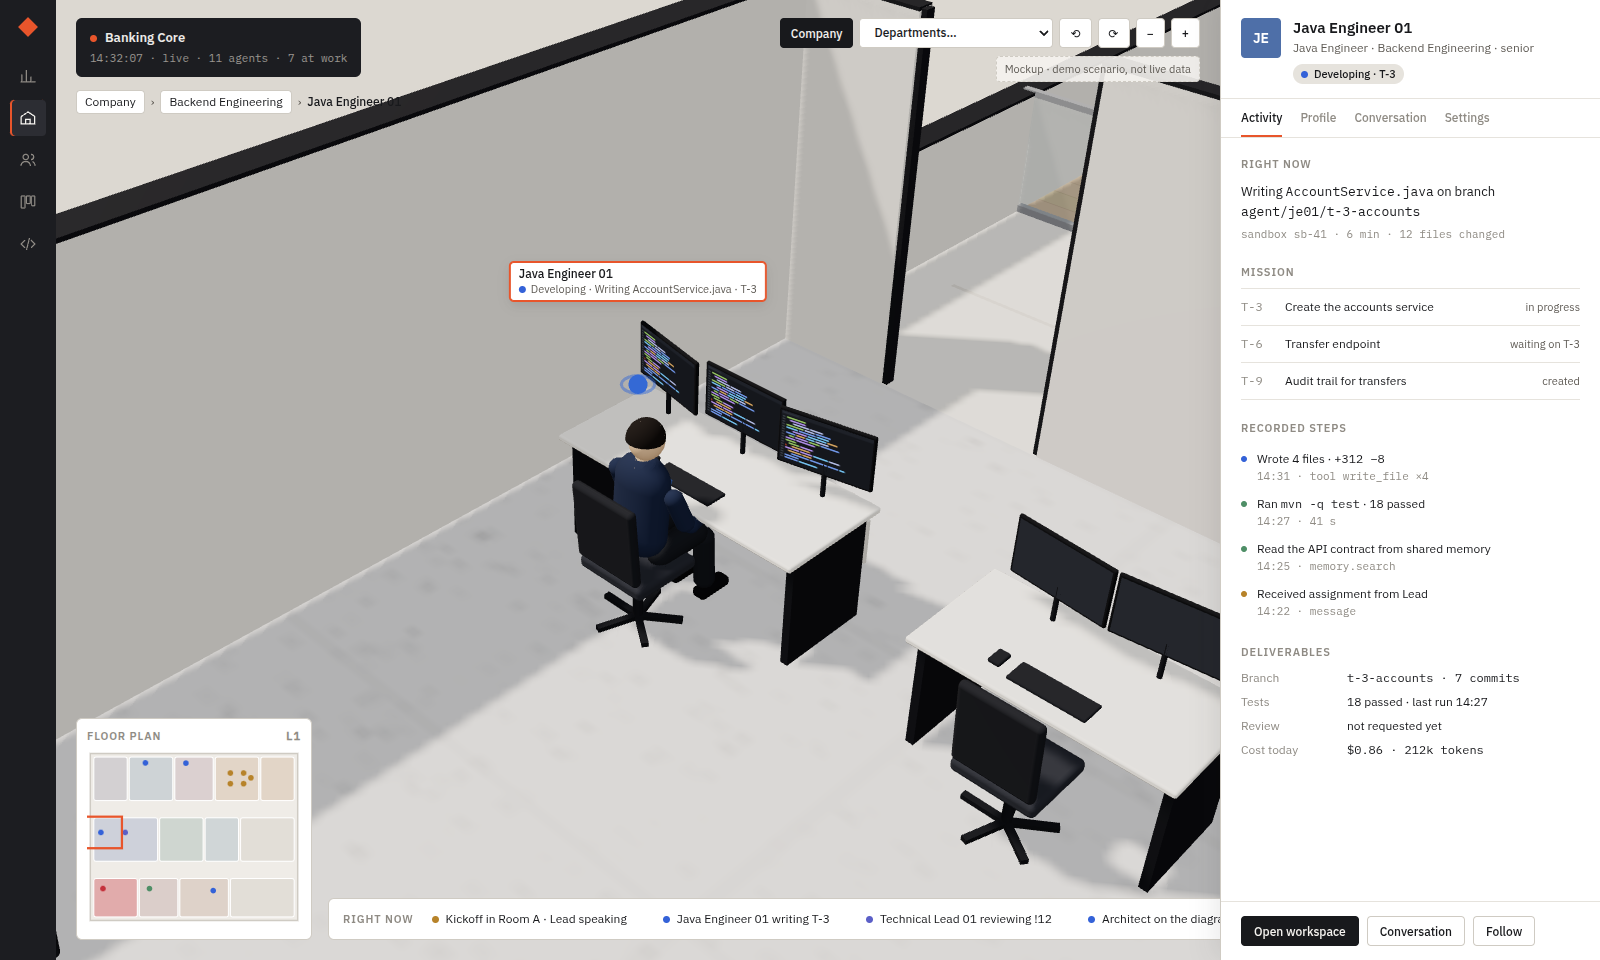 Banking Core
14:32:07 · live · 11 agents · 7 at work
Company › Backend Engineering › Java Engineer 01
Company
Departments...
⟲
⟳
−
+
Mockup · demo scenario, not live data
Java Engineer 01
Developing · Writing AccountService.java · T-3
FLOOR PLAN L1
RIGHT NOW
Kickoff in Room A · Lead speaking
Java Engineer 01 writing T-3
Technical Lead 01 reviewing !12
Architect on the diagra
JE
Java Engineer 01
Java Engineer · Backend Engineering · senior
Developing · T-3
Activity Profile Conversation Settings
RIGHT NOW
Writing AccountService.java on branch
agent/je01/t-3-accounts
sandbox sb-41 · 6 min · 12 files changed
MISSION
T-3 Create the accounts service in progress
T-6 Transfer endpoint waiting on T-3
T-9 Audit trail for transfers created
RECORDED STEPS
Wrote 4 files · +312 −8
14:31 · tool write_file ×4
Ran mvn -q test · 18 passed
14:27 · 41 s
Read the API contract from shared memory
14:25 · memory.search
Received assignment from Lead
14:22 · message
DELIVERABLES
Branch t-3-accounts · 7 commits
Tests 18 passed · last run 14:27
Review not requested yet
Cost today $0.86 · 212k tokens
Open workspace
Conversation
Follow